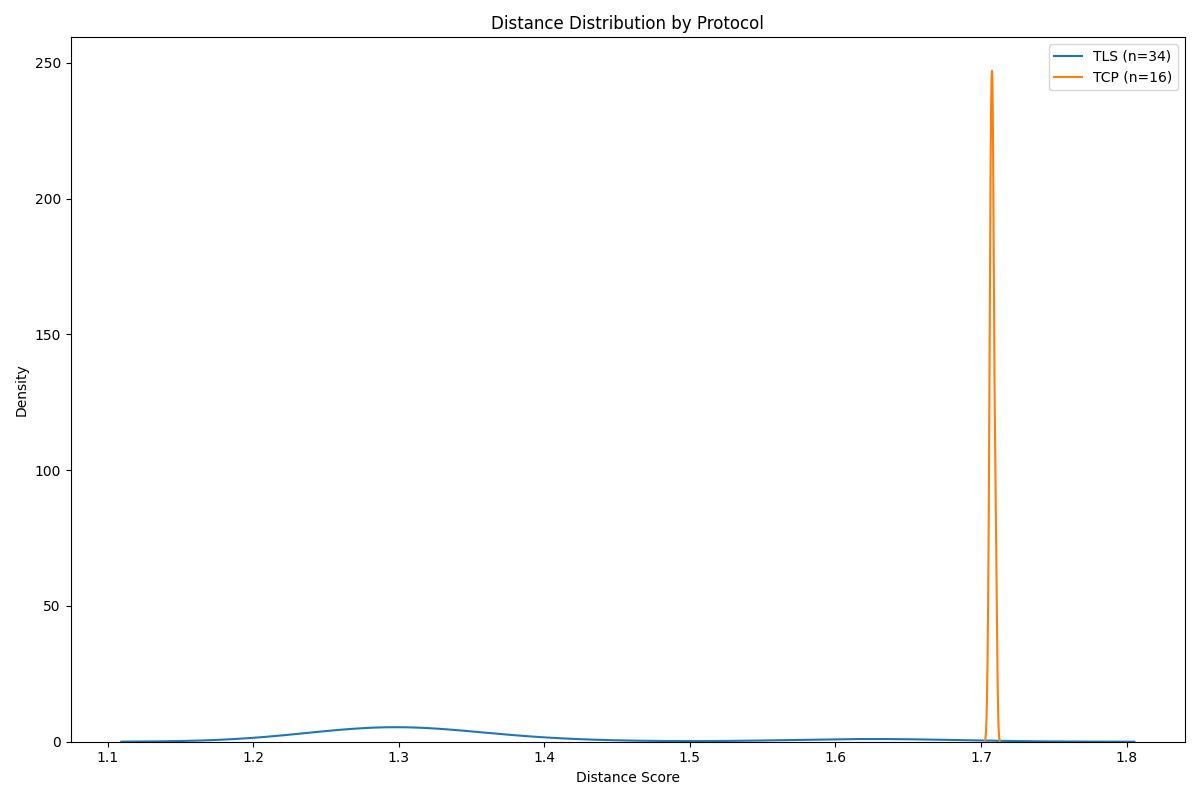 Distance Distribution by Protocol
TLS (n=34)
TCP (n=16)
Density
250
200
150
100
50
0
1.1 1.2 1.3 1.4 1.5 1.6 1.7 1.8
Distance Score